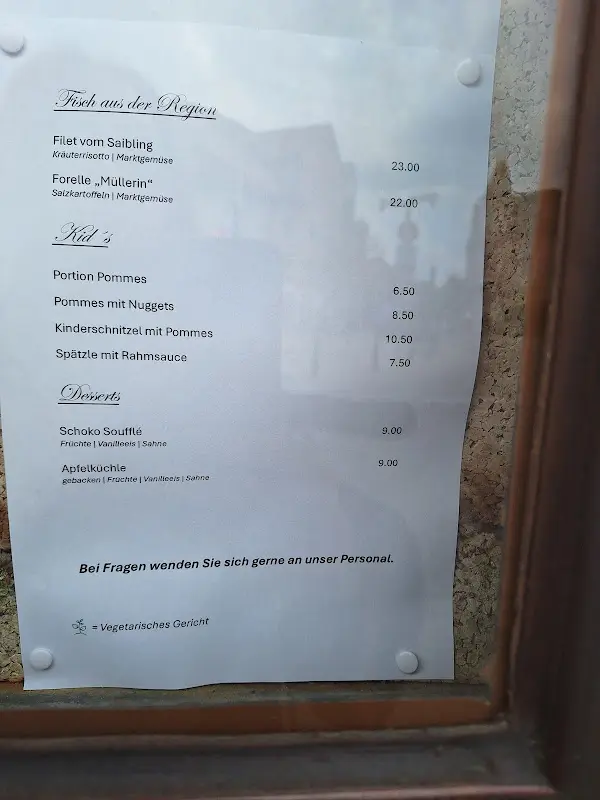 Fisch aus der Region
Filet vom Saibling 23.00
Kräuterrisotto | Marktgemüse
Forelle „Müllerin“ 22.00
Salzkartoffeln | Marktgemüse
Kid´s
Portion Pommes 6.50
Pommes mit Nuggets 8.50
Kinderschnitzel mit Pommes 10.50
Spätzle mit Rahmsauce 7.50
Desserts
Schoko Soufflé 9.00
Früchte | Vanilleeis | Sahne
Apfelküchle 9.00
gebacken | Früchte | Vanilleeis | Sahne
Bei Fragen wenden Sie sich gerne an unser Personal.
= Vegetarisches Gericht